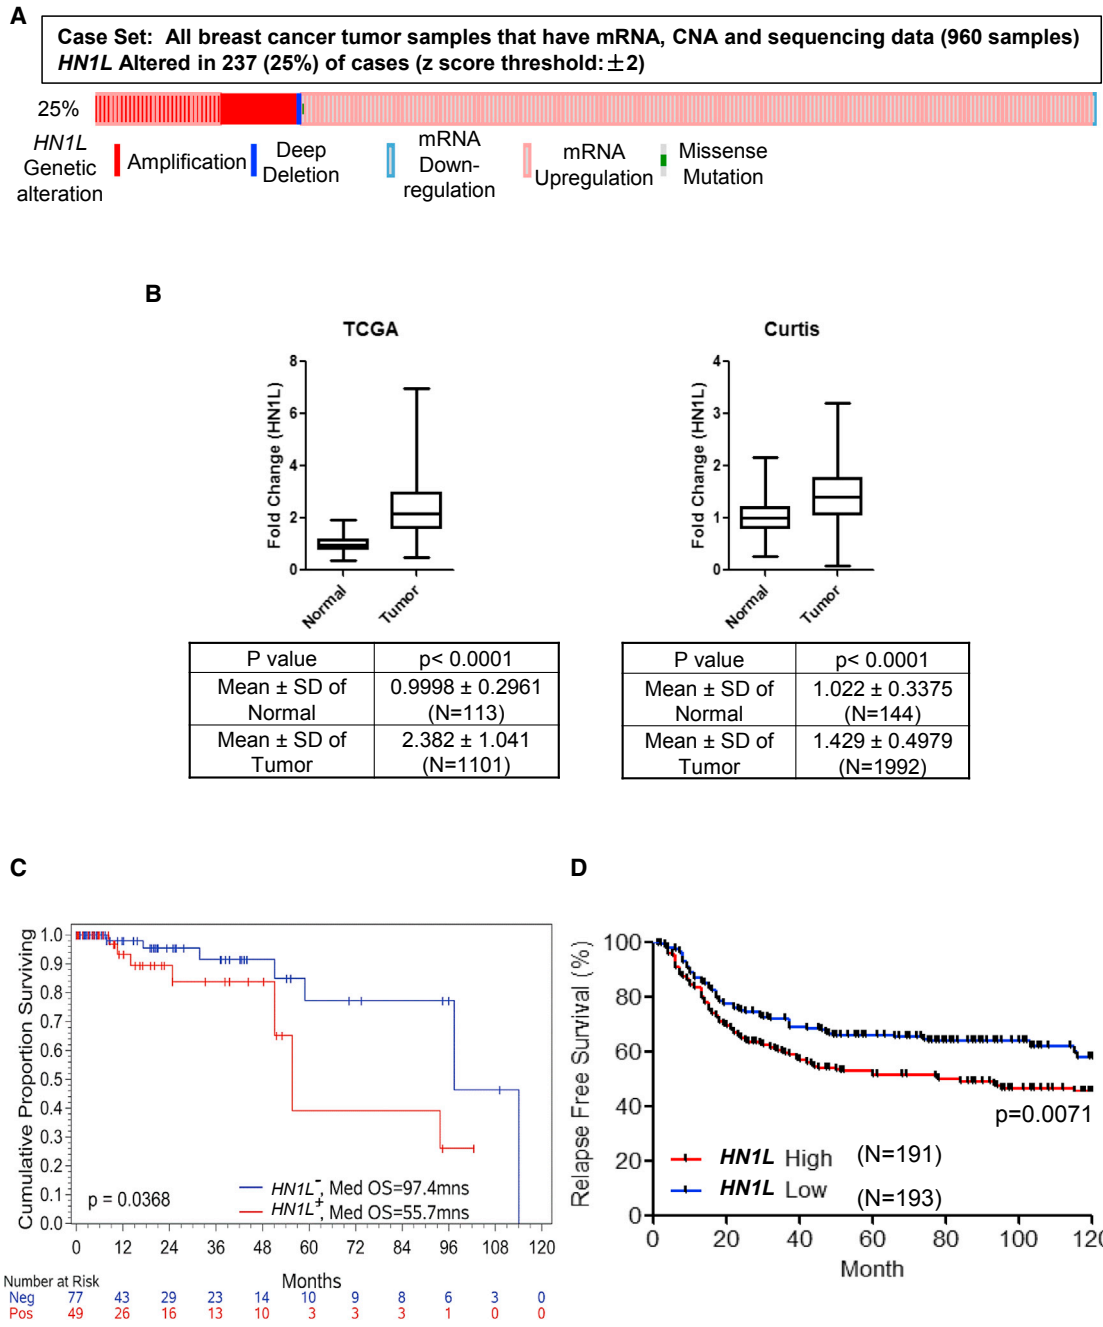 A
Case Set: All breast cancer tumor samples that have mRNA, CNA and sequencing data (960 samples)
HN1L Altered in 237 (25%) of cases (z score threshold: ±2)
25%
HN1L
Genetic
alteration
Amplification
Deep
Deletion
mRNA
Down-
regulation
mRNA
Upregulation
Missense
Mutation
B
TCGA
Fold Change (HN1L)
8
6
4
2
0
Normal
Tumor
P value
p< 0.0001
Mean ± SD of
Normal
0.9998 ± 0.2961
(N=113)
Mean ± SD of
Tumor
2.382 ± 1.041
(N=1101)
Curtis
Fold Change (HN1L)
4
3
2
1
0
Normal
Tumor
P value
p< 0.0001
Mean ± SD of
Normal
1.022 ± 0.3375
(N=144)
Mean ± SD of
Tumor
1.429 ± 0.4979
(N=1992)
C
Cumulative Proportion Surviving
1.0
0.9
0.8
0.7
0.6
0.5
0.4
0.3
0.2
0.1
0.0
p = 0.0368
HN1L-, Med OS=97.4mns
HN1L+, Med OS=55.7mns
0 12 24 36 48 60 72 84 96 108 120
Months
Number at Risk
Neg 77 43 29 23 14 10 9 8 6 3 0
Pos 49 26 16 13 10 3 3 3 1 0 0
D
Relapse Free Survival (%)
100
80
60
40
20
0
p=0.0071
HN1L High (N=191)
HN1L Low (N=193)
0 20 40 60 80 100 120
Month